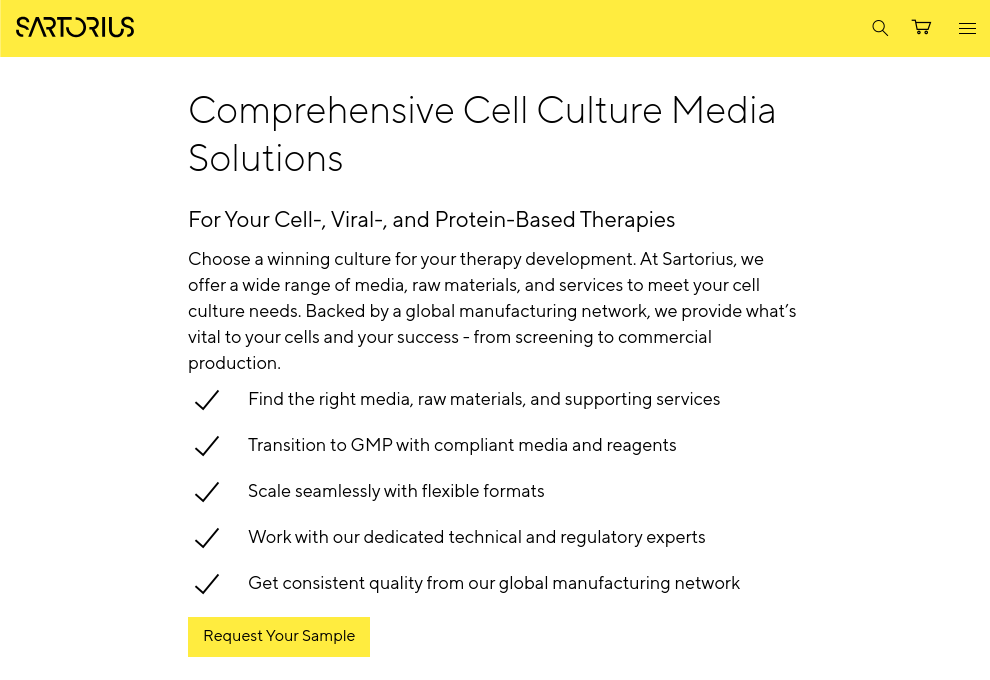 SARTORIUS
Comprehensive Cell Culture Media
Solutions
For Your Cell-, Viral-, and Protein-Based Therapies
Choose a winning culture for your therapy development. At Sartorius, we
offer a wide range of media, raw materials, and services to meet your cell
culture needs. Backed by a global manufacturing network, we provide what’s
vital to your cells and your success - from screening to commercial
production.
Find the right media, raw materials, and supporting services
Transition to GMP with compliant media and reagents
Scale seamlessly with flexible formats
Work with our dedicated technical and regulatory experts
Get consistent quality from our global manufacturing network
Request Your Sample